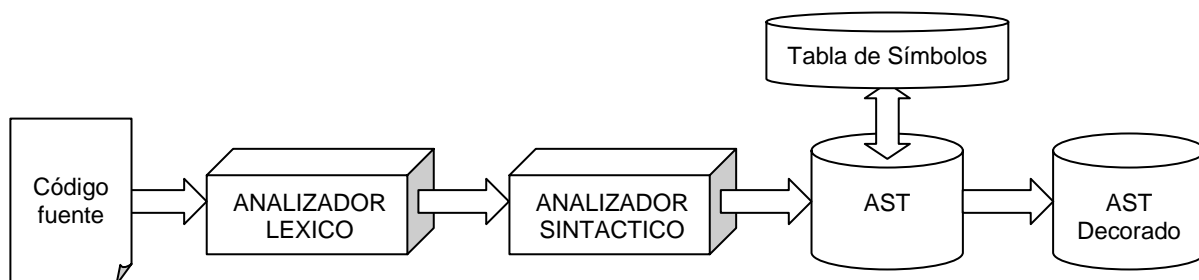 Tabla de Símbolos
Código
fuente
ANALIZADOR
LEXICO
ANALIZADOR
SINTACTICO
AST
AST
Decorado